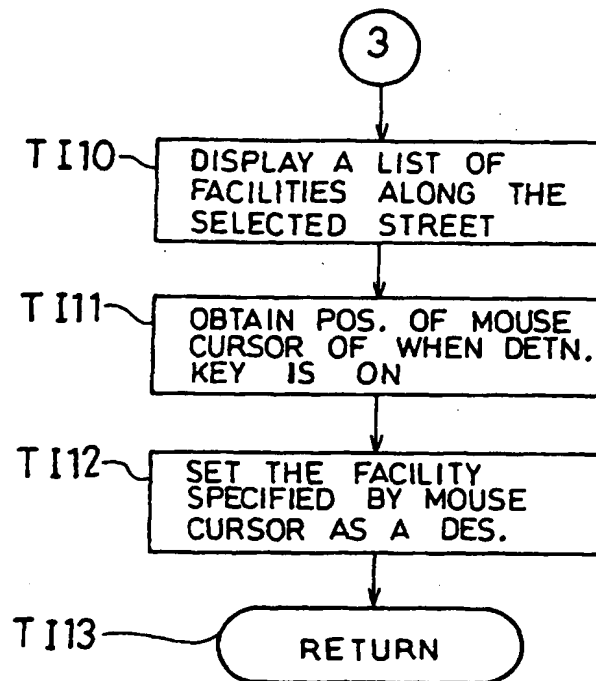 3
TI10
DISPLAY A LIST OF
FACILITIES ALONG THE
SELECTED STREET
TI11
OBTAIN POS. OF MOUSE
CURSOR OF WHEN DETN.
KEY IS ON
TI12
SET THE FACILITY
SPECIFIED BY MOUSE
CURSOR AS A DES.
TI13
RETURN